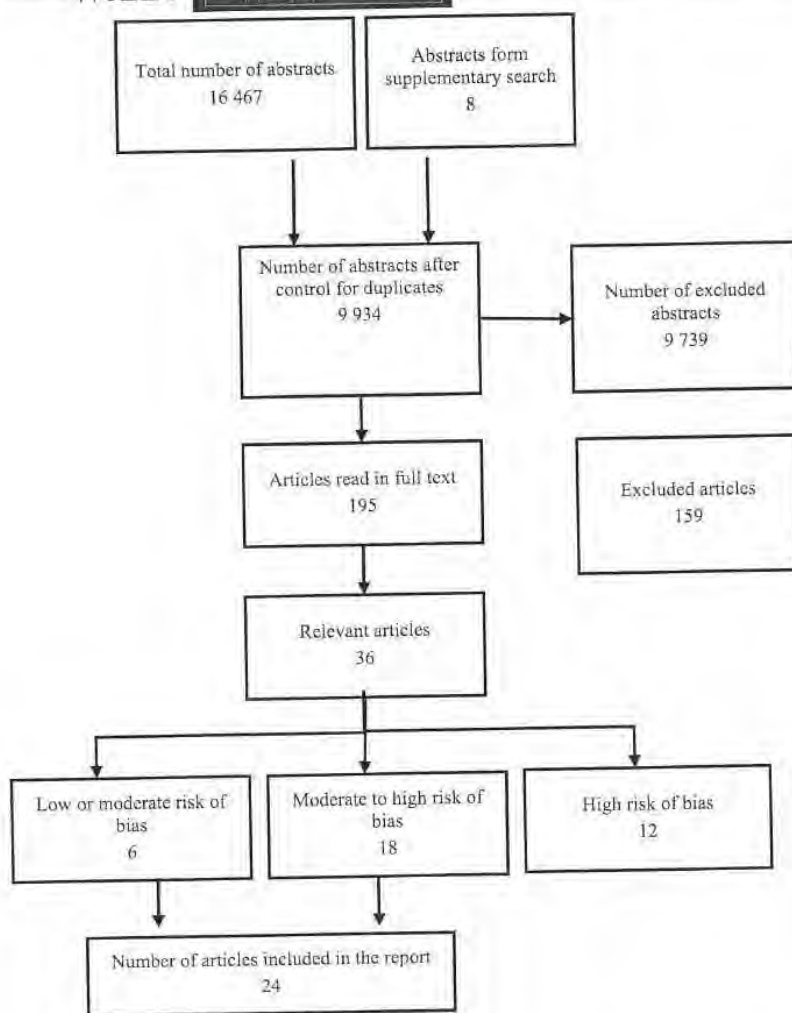 Total number of abstracts
16 467
Abstracts form
supplementary search
8
Number of abstracts after
control for duplicates
9 934
Number of excluded
abstracts
9 739
Articles read in full text
195
Excluded articles
159
Relevant articles
36
Low or moderate risk of
bias
6
Moderate to high risk of
bias
18
High risk of bias
12
Number of articles included in the report
24